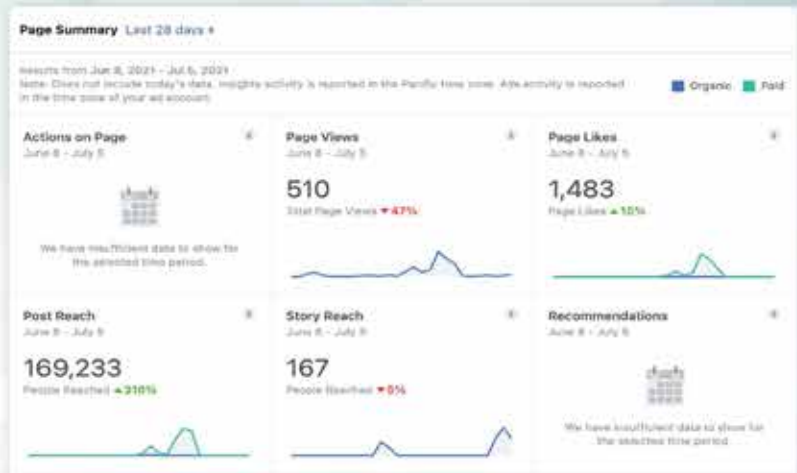 Page Summary Last 28 days
Results from Jun 8, 2021 - Jul 5, 2021
Note: Does not include today's data. Insights activity is reported in the Pacific time zone. Ads activity is reported
in the time zone of your ad account.
Organic Paid
Actions on Page
June 8 - July 5
We have insufficient data to show for
the selected time period.
Page Views
June 8 - July 5
510
Total Page Views ▼47%
Page Likes
June 8 - July 5
1,483
Page Likes ▲
Post Reach
June 8 - July 5
169,233
People Reached ▲
Story Reach
June 8 - July 5
167
People Reached ▼
Recommendations
June 8 - July 5
We have insufficient data to show for
the selected time period.